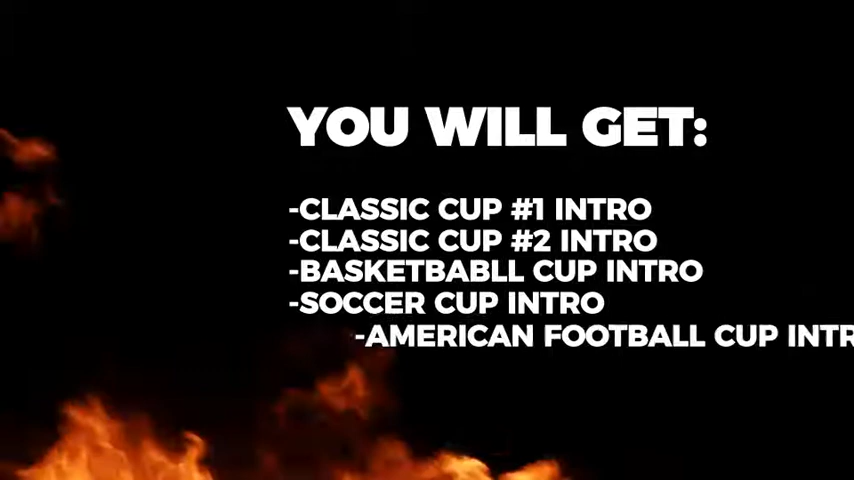 YOU WILL GET:
-CLASSIC CUP #1 INTRO
-CLASSIC CUP #2 INTRO
-BASKETBABLL CUP INTRO
-SOCCER CUP INTRO
-AMERICAN FOOTBALL CUP INTR